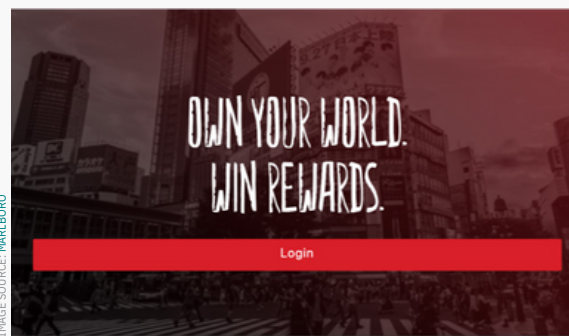 OWN YOUR WORLD.
WIN REWARDS.
Login
IMAGE SOURCE: MARLBORO